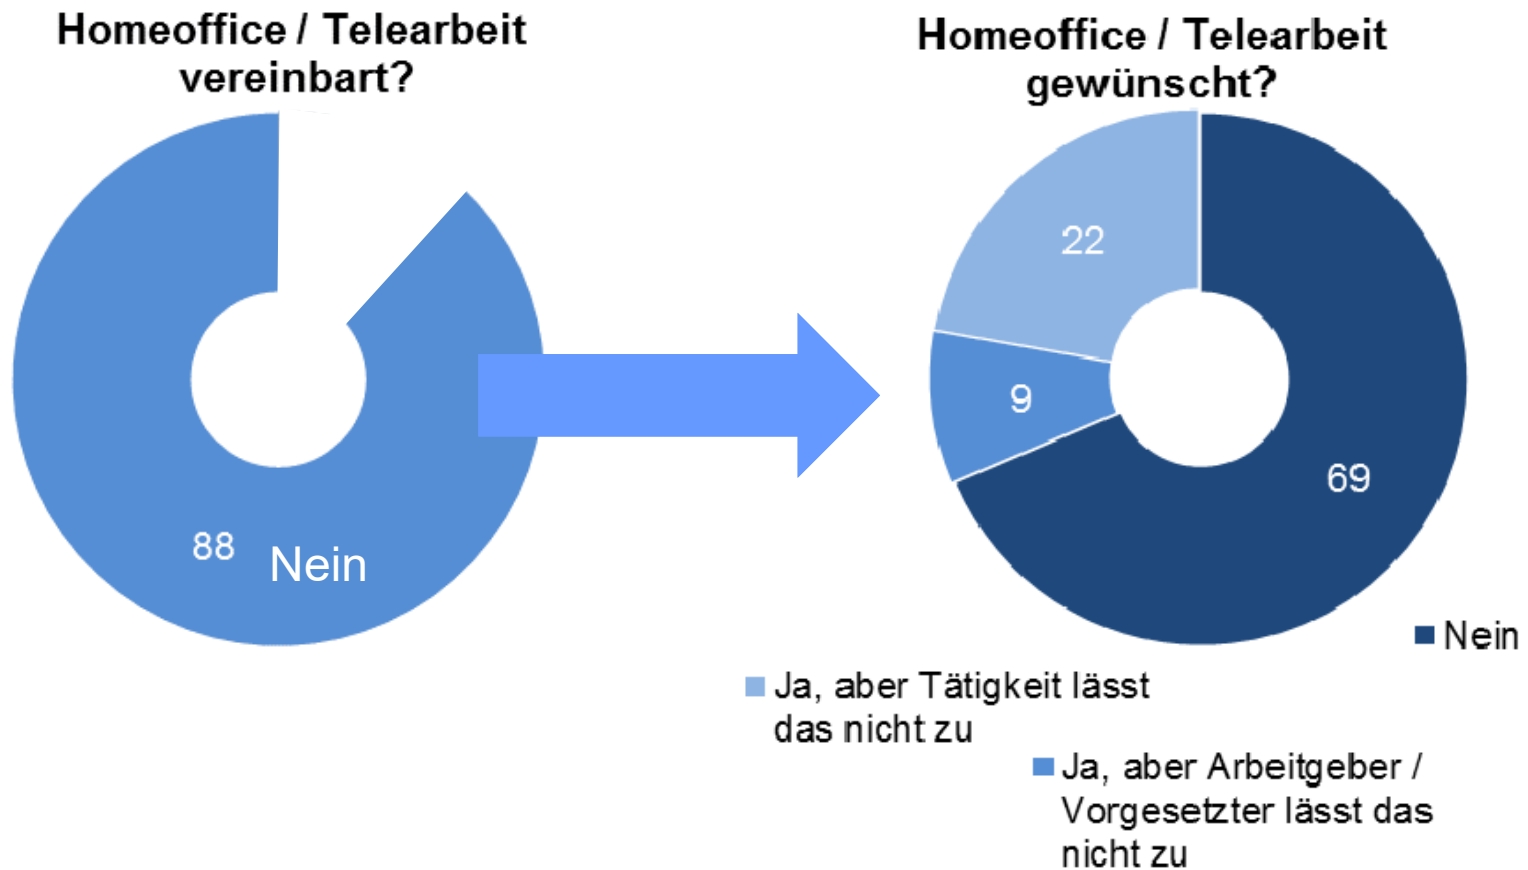 Homeoffice / Telearbeit
vereinbart?
88
Nein
Homeoffice / Telearbeit
gewünscht?
22
9
69
Nein
Ja, aber Tätigkeit lässt
das nicht zu
Ja, aber Arbeitgeber /
Vorgesetzter lässt das
nicht zu